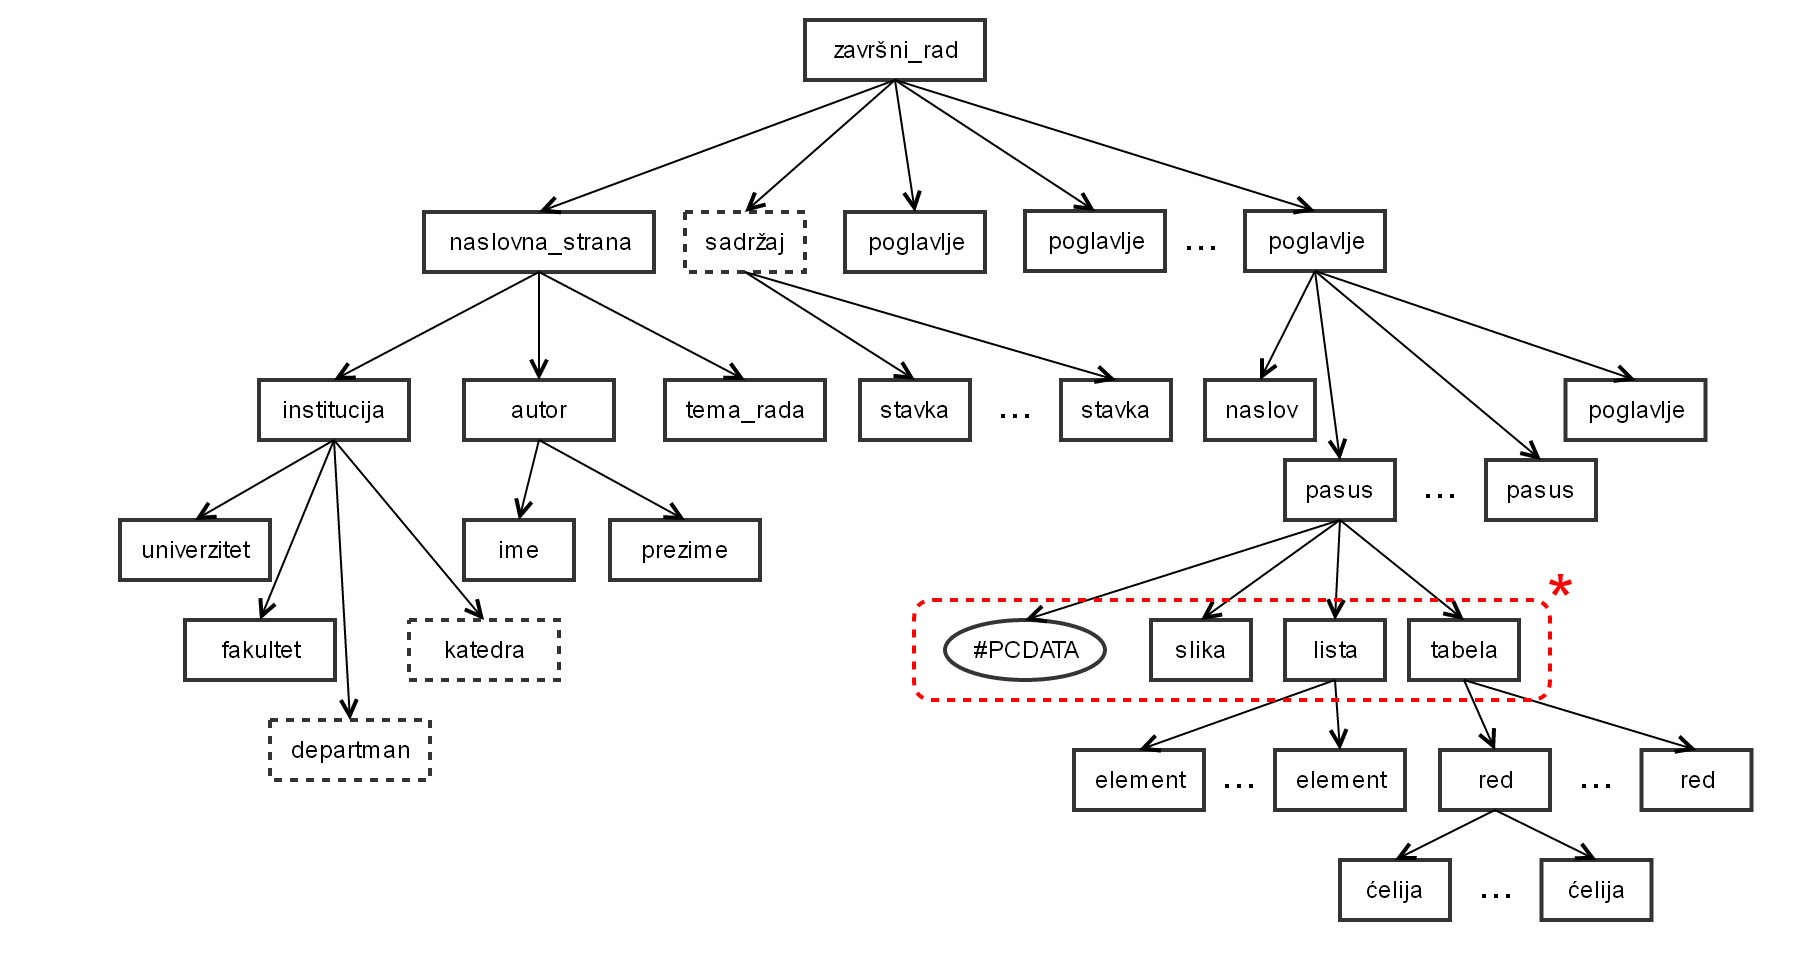 završni_rad
naslovna_strana
sadržaj
poglavlje
poglavlje
...
poglavlje
institucija
autor
tema_rada
stavka
...
stavka
naslov
poglavlje
pasus
...
pasus
univerzitet
ime
prezime
*
fakultet
katedra
#PCDATA
slika
lista
tabela
departman
element
...
element
red
...
red
ćelija
...
ćelija